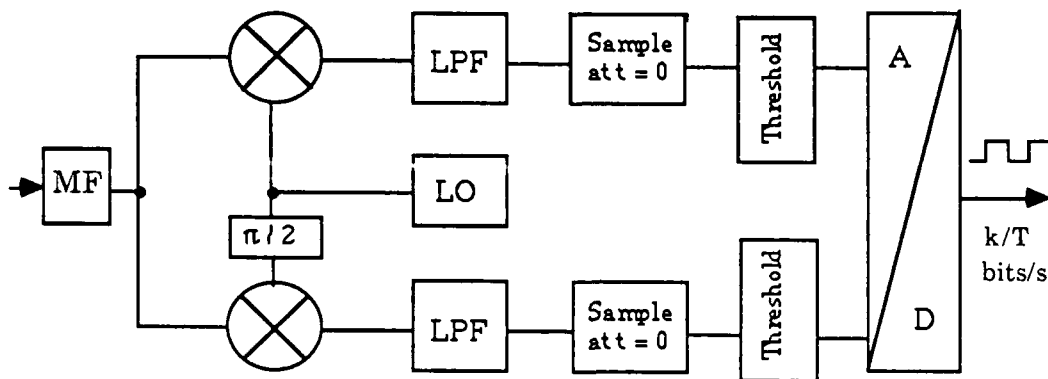 LPF
Sample
att = 0
Threshold
A
MF
LO
π/2
k/T
bits/s
LPF
Sample
att = 0
Threshold
D